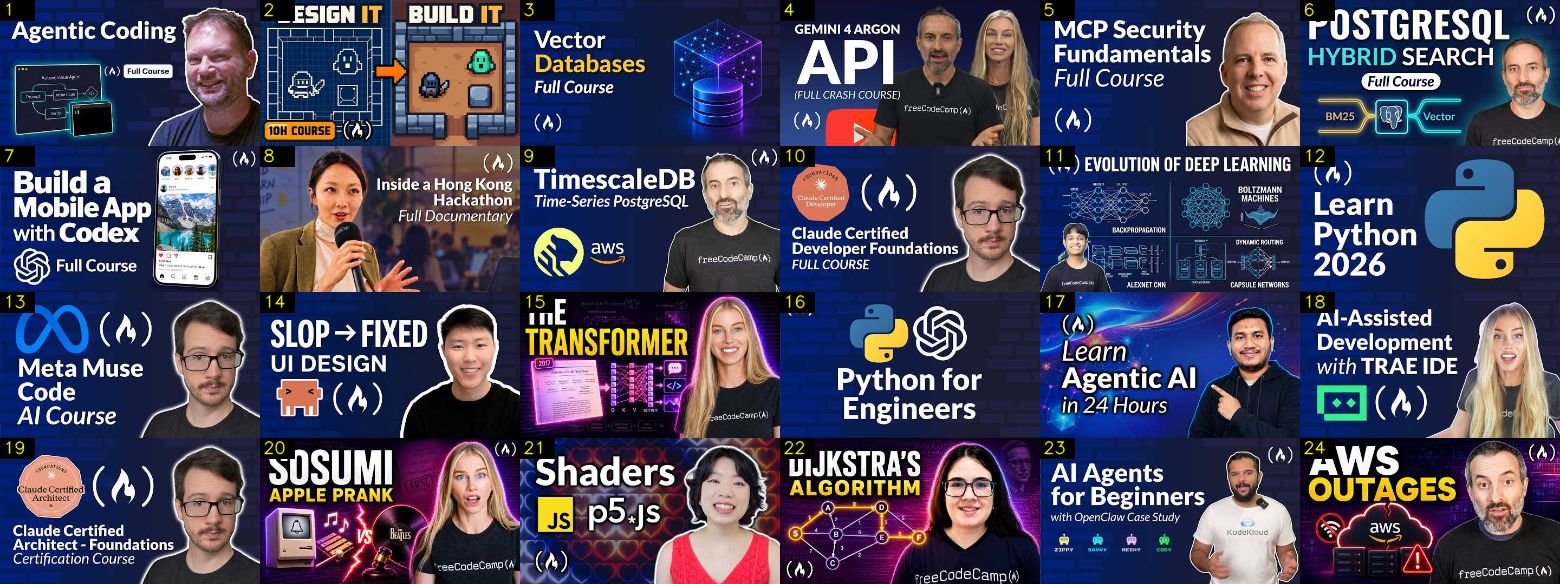 1
Agentic Coding
Full Course
2
DESIGN IT
BUILD IT
10H COURSE
3
Vector
Databases
Full Course
4
GEMINI 4 ARGON
API
(FULL CRASH COURSE)
freeCodeCamp
5
MCP Security
Fundamentals
Full Course
6
POSTGRESQL
HYBRID SEARCH
Full Course
BM25
Vector
freeCodeCamp
7
Build a
Mobile App
with Codex
Full Course
8
Inside a Hong Kong
Hackathon
Full Documentary
9
TimescaleDB
Time-Series PostgreSQL
aws
freeCodeCamp
10
FOUNDATIONS
Claude Certified
Developer
Claude Certified
Developer Foundations
FULL COURSE
11
EVOLUTION OF DEEP LEARNING
BACKPROPAGATION
BOLTZMANN
MACHINES
ALEXNET CNN
DYNAMIC ROUTING
CAPSULE NETWORKS
12
Learn
Python
2026
13
Meta Muse
Code
AI Course
14
SLOP → FIXED
UI DESIGN
15
THE
TRANSFORMER
2017
OUTPUT
freeCodeCamp
16
Python for
Engineers
17
Learn
Agentic AI
in 24 Hours
18
AI-Assisted
Development
with TRAE IDE
19
FOUNDATIONS
Claude Certified
Architect
Claude Certified
Architect - Foundations
Certification Course
20
SOSUMI
APPLE PRANK
VS
BEATLES
freeCodeCamp
21
Shaders
JS
p5*js
22
DIJKSTRA'S
ALGORITHM
S
A
B
C
D
E
F
freeCodeCamp
23
AI Agents
for Beginners
with OpenClaw Case Study
ZIPPY
SAVVY
MESHY
CODY
KodeKloud
24
AWS
OUTAGES
aws
freeCodeCamp